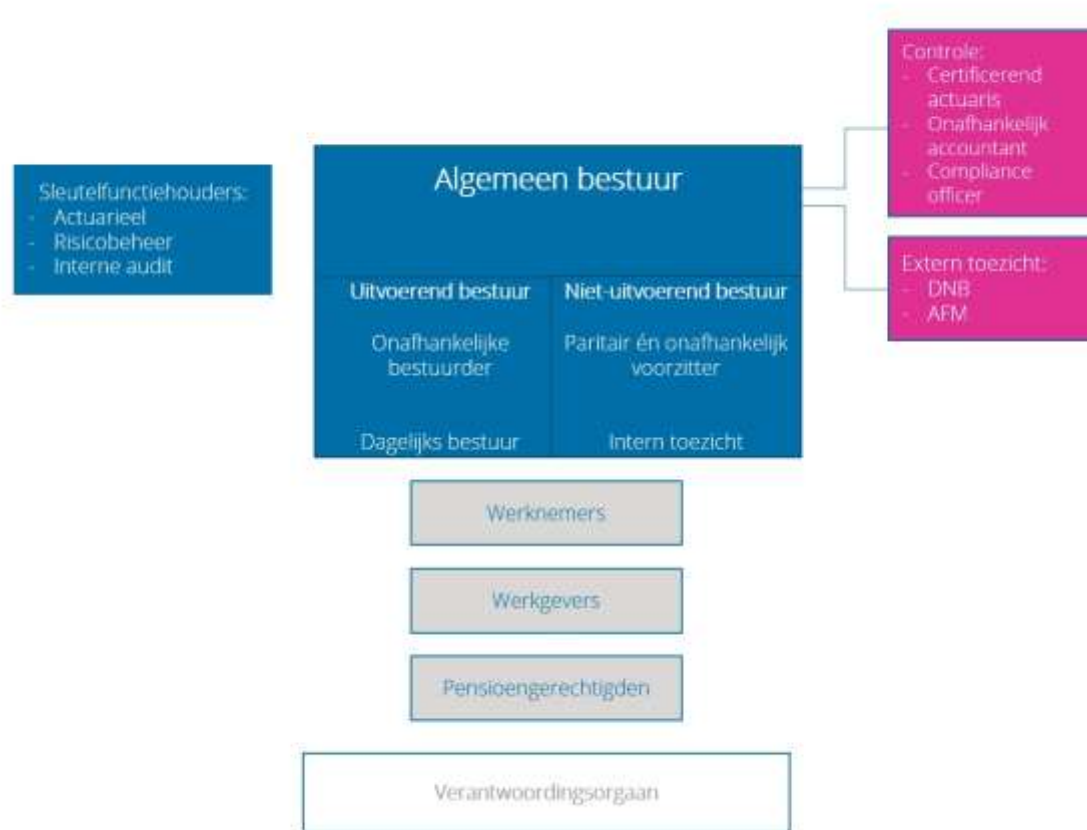 Controle:
- Certificerend
actuaris
- Onafhankelijk
accountant
- Compliance
officer
Sleutelfunctiehouders:
- Actuarieel
- Risicobeheer
- Interne audit
Algemeen bestuur
Extern toezicht:
- DNB
- AFM
Uitvoerend bestuur
Onafhankelijke
bestuurder
Dagelijks bestuur
Niet-uitvoerend bestuur
Paritair én onafhankelijk
voorzitter
Intern toezicht
Werknemers
Werkgevers
Pensioengerechtigden
Verantwoordingsorgaan